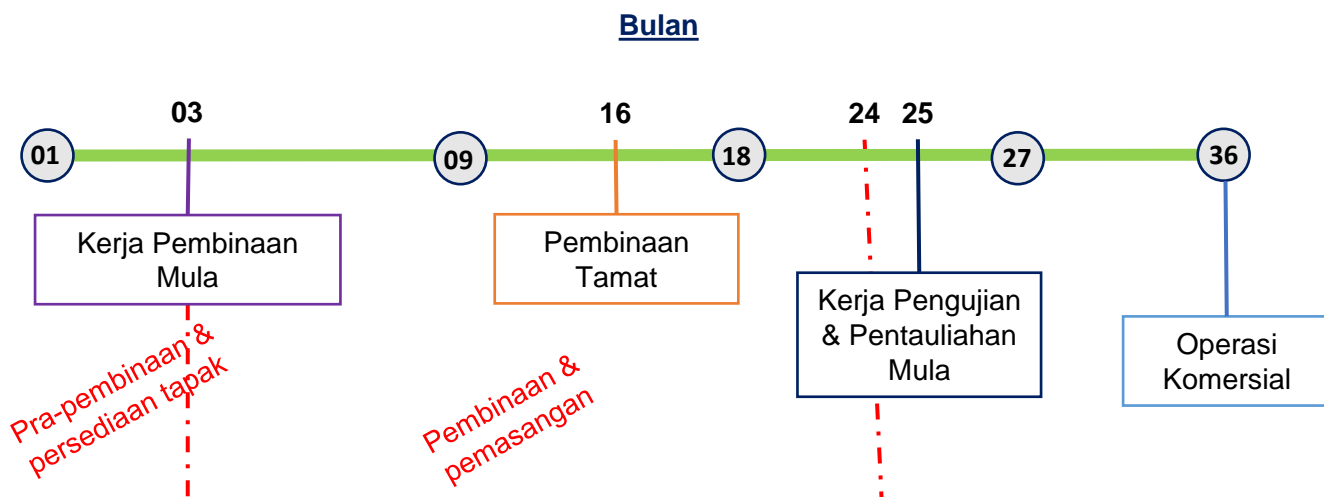 Bulan
03
16
24
25
01
09
18
27
36
Kerja Pembinaan
Mula
Pembinaan
Tamat
Kerja Pengujian
& Pentauliahan
Mula
Operasi
Komersial
Pra-pembinaan &
persediaan tapak
Pembinaan &
pemasangan